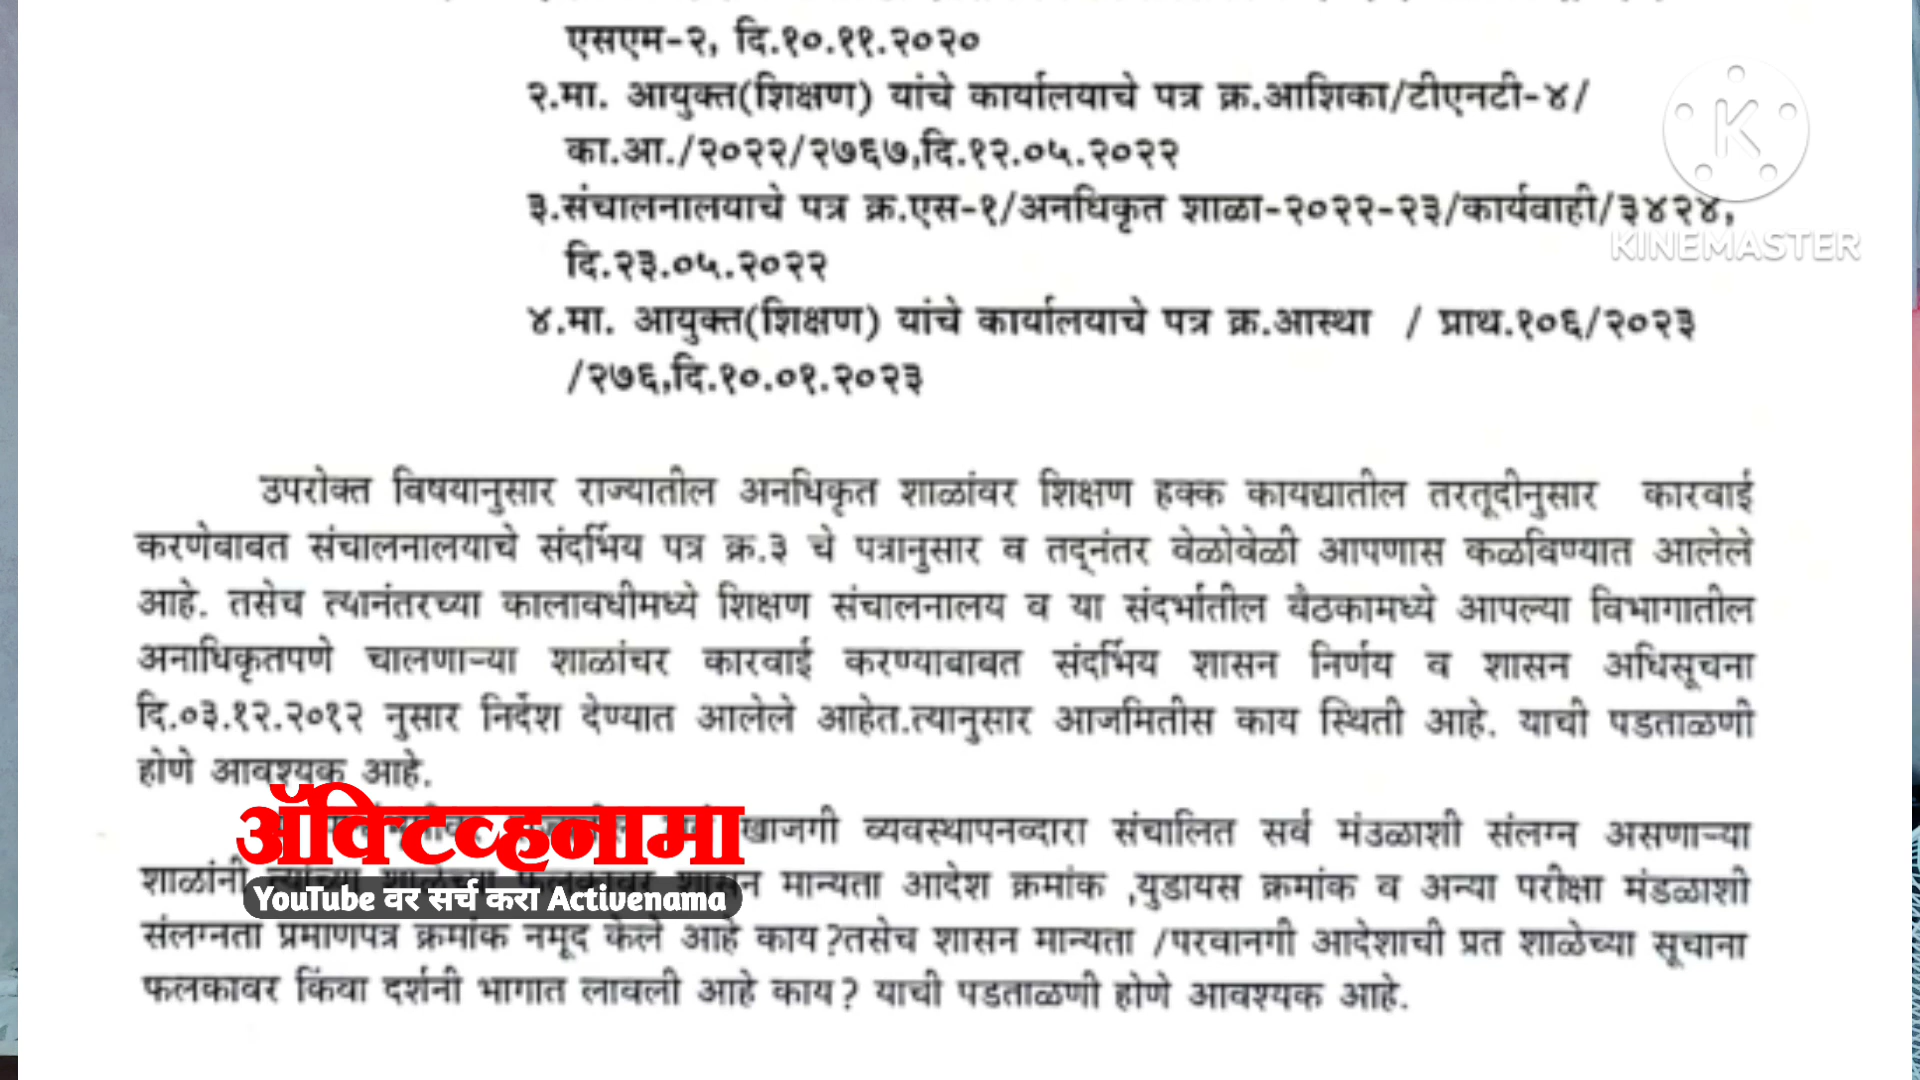 एसएम-२, दि.१०.११.२०२०
२.मा. आयुक्त(शिक्षण) यांचे कार्यालयाचे पत्र क्र.आशिका/टीएनटी-४/
का.आ./२०२२/२७६७,दि.१२.०५.२०२२
३.संचालनालयाचे पत्र क्र.एस-१/अनधिकृत शाळा-२०२२-२३/कार्यवाही/३४२४,
दि.२३.०५.२०२२
४.मा. आयुक्त(शिक्षण) यांचे कार्यालयाचे पत्र क्र.आस्था / प्राथ.१०६/२०२३
/२७६,दि.१०.०१.२०२३
K
KINEMASTER
उपरोक्त विषयानुसार राज्यातील अनधिकृत शाळांवर शिक्षण हक्क कायद्यातील तरतूदीनुसार कारवाई
करणेबाबत संचालनालयाचे संदर्भिय पत्र क्र.३ चे पत्रानुसार व तद्नंतर वेळोवेळी आपणास कळविण्यात आलेले
आहे. तसेच त्यानंतरच्या कालावधीमध्ये शिक्षण संचालनालय व या संदर्भातील बैठकामध्ये आपल्या विभागातील
अनाधिकृतपणे चालणाऱ्या शाळांवर कारवाई करण्याबाबत संदर्भिय शासन निर्णय व शासन अधिसूचना
दि.०३.१२.२०१२ नुसार निर्देश देण्यात आलेले आहेत.त्यानुसार आजमितीस काय स्थिती आहे. याची पडताळणी
होणे आवश्यक आहे.
खाजगी व्यवस्थापनव्दारा संचालित सर्व मंउळाशी संलग्न असणाऱ्या
शाळांनी त्यांच्या शाळेच्या फलकावर शासन मान्यता आदेश क्रमांक ,युडायस क्रमांक व अन्या परीक्षा मंडळाशी
संलग्नता प्रमाणपत्र क्रमांक नमूद केले आहे काय?तसेच शासन मान्यता /परवानगी आदेशाची प्रत शाळेच्या सूचाना
फलकावर किंवा दर्शनी भागात लावली आहे काय? याची पडताळणी होणे आवश्यक आहे.
ॲक्टिव्हनामा
YouTube वर सर्च करा Activenama